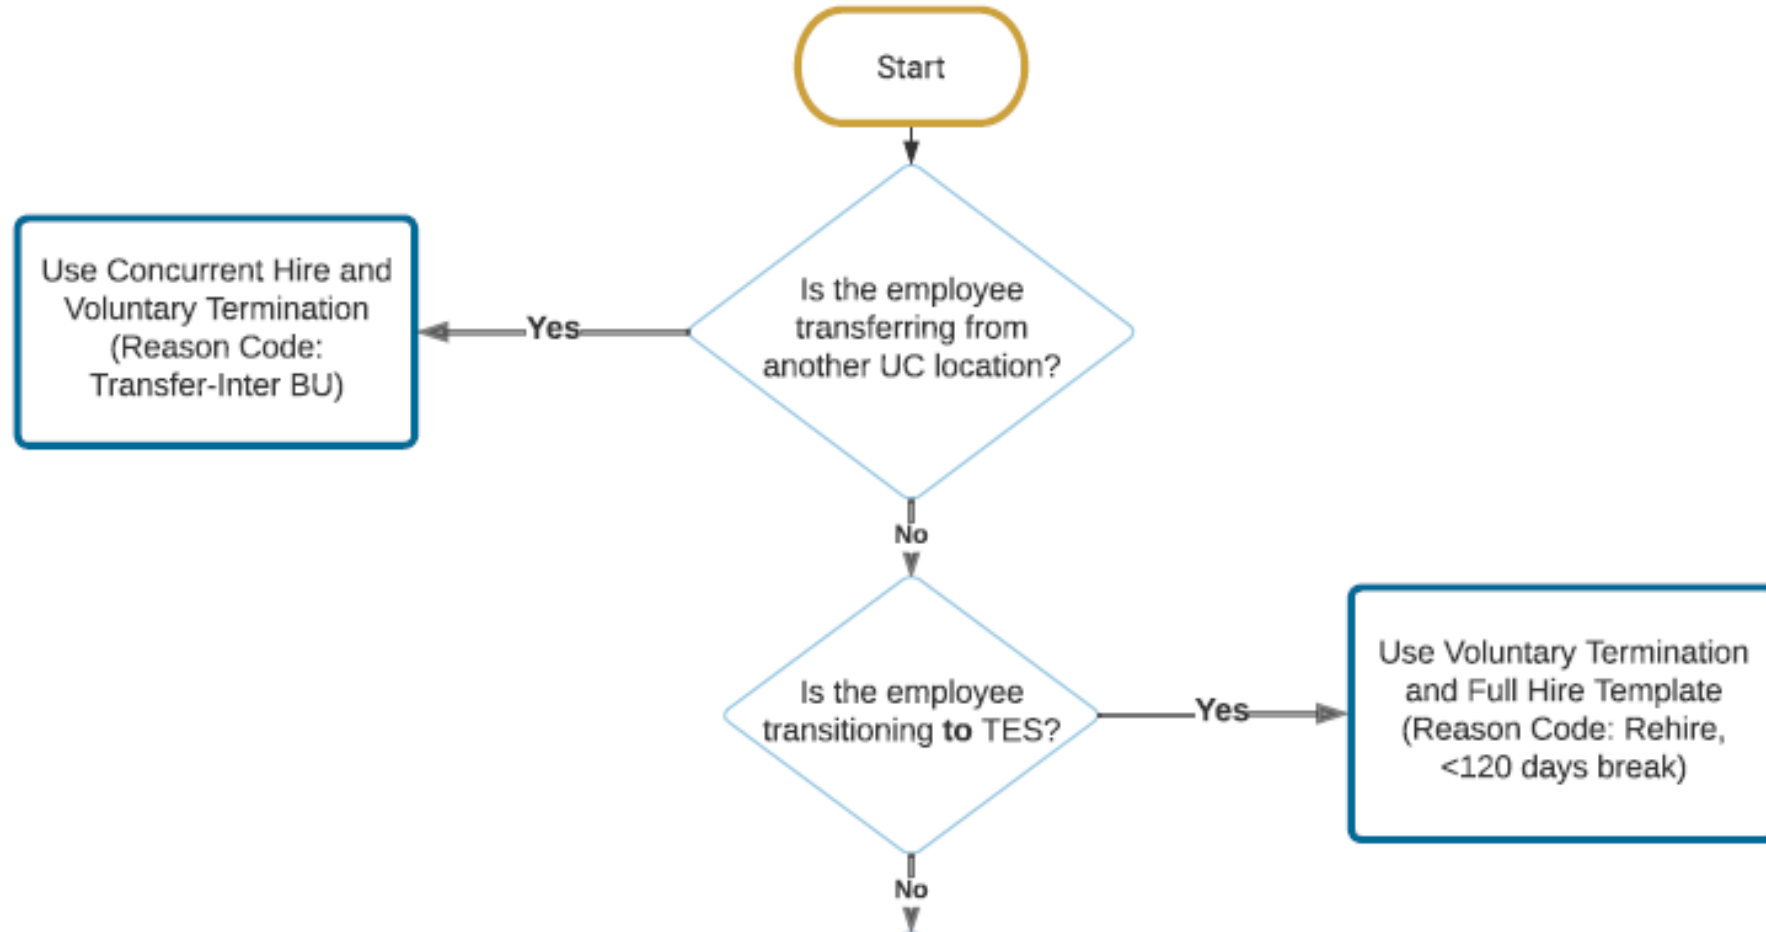 Start
Is the employee
transferring from
another UC location?
Yes
Use Concurrent Hire and
Voluntary Termination
(Reason Code:
Transfer-Inter BU)
No
Is the employee
transitioning to TES?
Yes
Use Voluntary Termination
and Full Hire Template
(Reason Code: Rehire,
<120 days break)
No